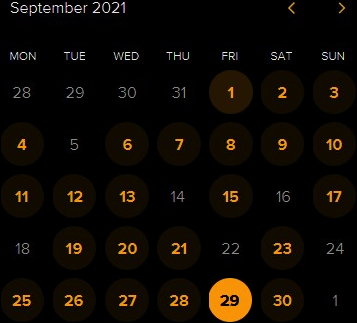 September 2021
MON TUE WED THU FRI SAT SUN
28 29 30 31 1 2 3
4 5 6 7 8 9 10
11 12 13 14 15 16 17
18 19 20 21 22 23 24
25 26 27 28 29 30 1